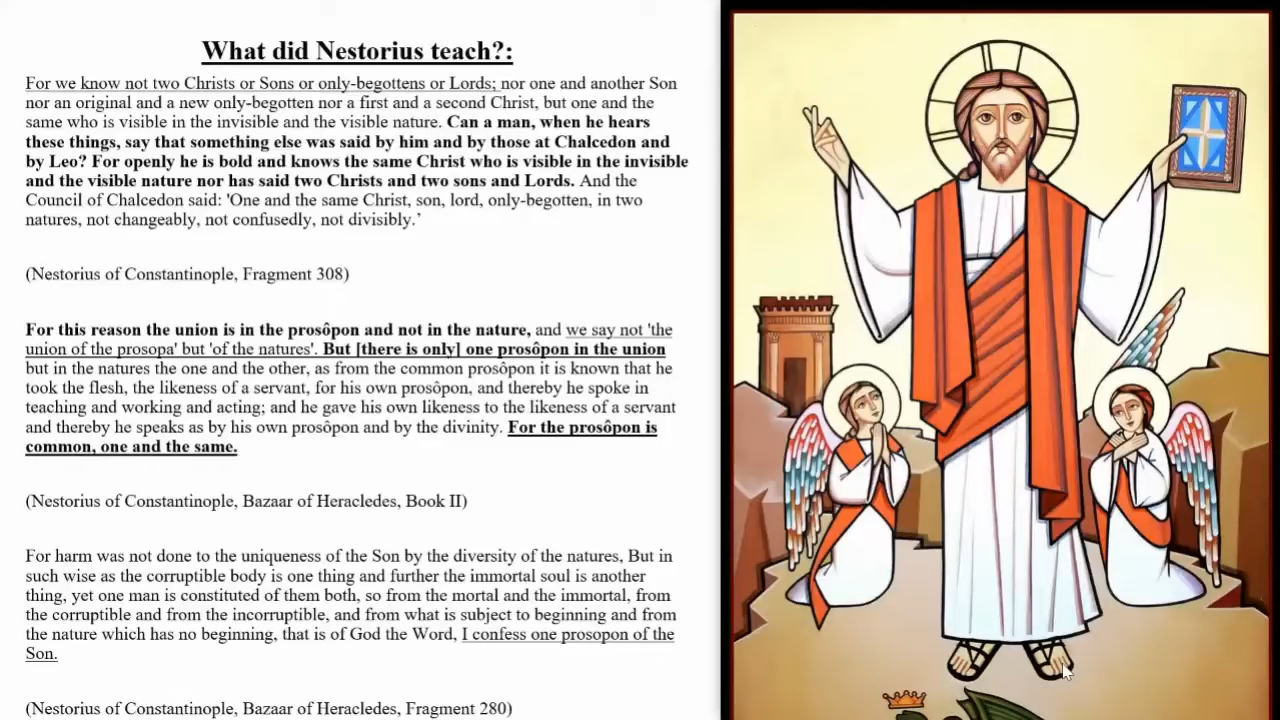 What did Nestorius teach?:
For we know not two Christs or Sons or only-begottens or Lords; nor one and another Son
nor an original and a new only-begotten nor a first and a second Christ, but one and the
same who is visible in the invisible and the visible nature. Can a man, when he hears
these things, say that something else was said by him and by those at Chalcedon and
by Leo? For openly he is bold and knows the same Christ who is visible in the invisible
and the visible nature nor has said two Christs and two sons and Lords. And the
Council of Chalcedon said: 'One and the same Christ, son, lord, only-begotten, in two
natures, not changeably, not confusedly, not divisibly.’
(Nestorius of Constantinople, Fragment 308)
For this reason the union is in the prosôpon and not in the nature, and we say not 'the
union of the prosopa' but 'of the natures'. But [there is only] one prosôpon in the union
but in the natures the one and the other, as from the common prosôpon it is known that he
took the flesh, the likeness of a servant, for his own prosôpon, and thereby he spoke in
teaching and working and acting; and he gave his own likeness to the likeness of a servant
and thereby he speaks as by his own prosôpon and by the divinity. For the prosôpon is
common, one and the same.
(Nestorius of Constantinople, Bazaar of Heracledes, Book II)
For harm was not done to the uniqueness of the Son by the diversity of the natures, But in
such wise as the corruptible body is one thing and further the immortal soul is another
thing, yet one man is constituted of them both, so from the mortal and the immortal, from
the corruptible and from the incorruptible, and from what is subject to beginning and from
the nature which has no beginning, that is of God the Word, I confess one prosopon of the
Son.
(Nestorius of Constantinople, Bazaar of Heracledes, Fragment 280)